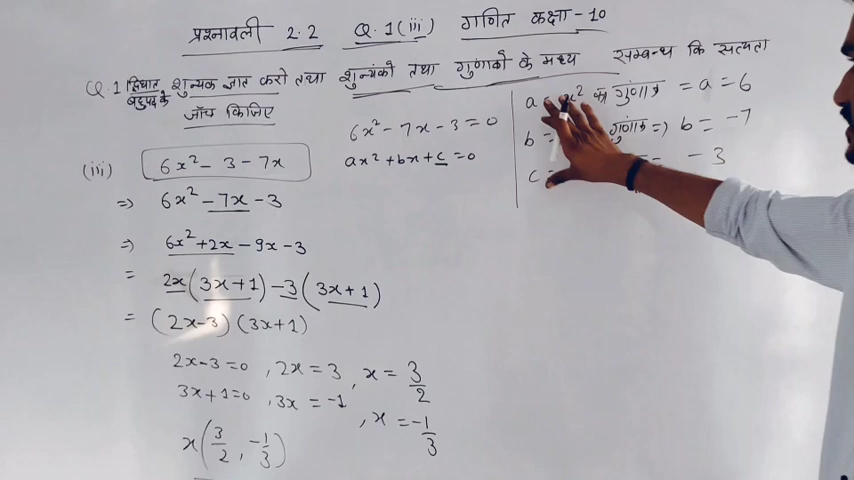 प्रश्नावली 2.2 Q.1(iii) गणित कक्षा-10
Q.1 द्विघात बहुपद के शून्यक ज्ञात करो तथा शून्यंको तथा गुणांको के मध्य सम्बन्ध कि सत्यता
जाँच किजिए
(iii) 6x² - 3 - 7x
⇒ 6x² - 7x - 3
⇒ 6x² + 2x - 9x - 3
= 2x(3x+1) - 3(3x+1)
= (2x-3)(3x+1)
2x-3=0, 2x=3, x=3/2
3x+1=0, 3x=-1, x=-1/3
x(3/2, -1/3)
6x² - 7x - 3 = 0
ax² + bx + c = 0
a = x² का गुंणाक = a = 6
b = गुंणाक ⇒ b = -7
c = = -3